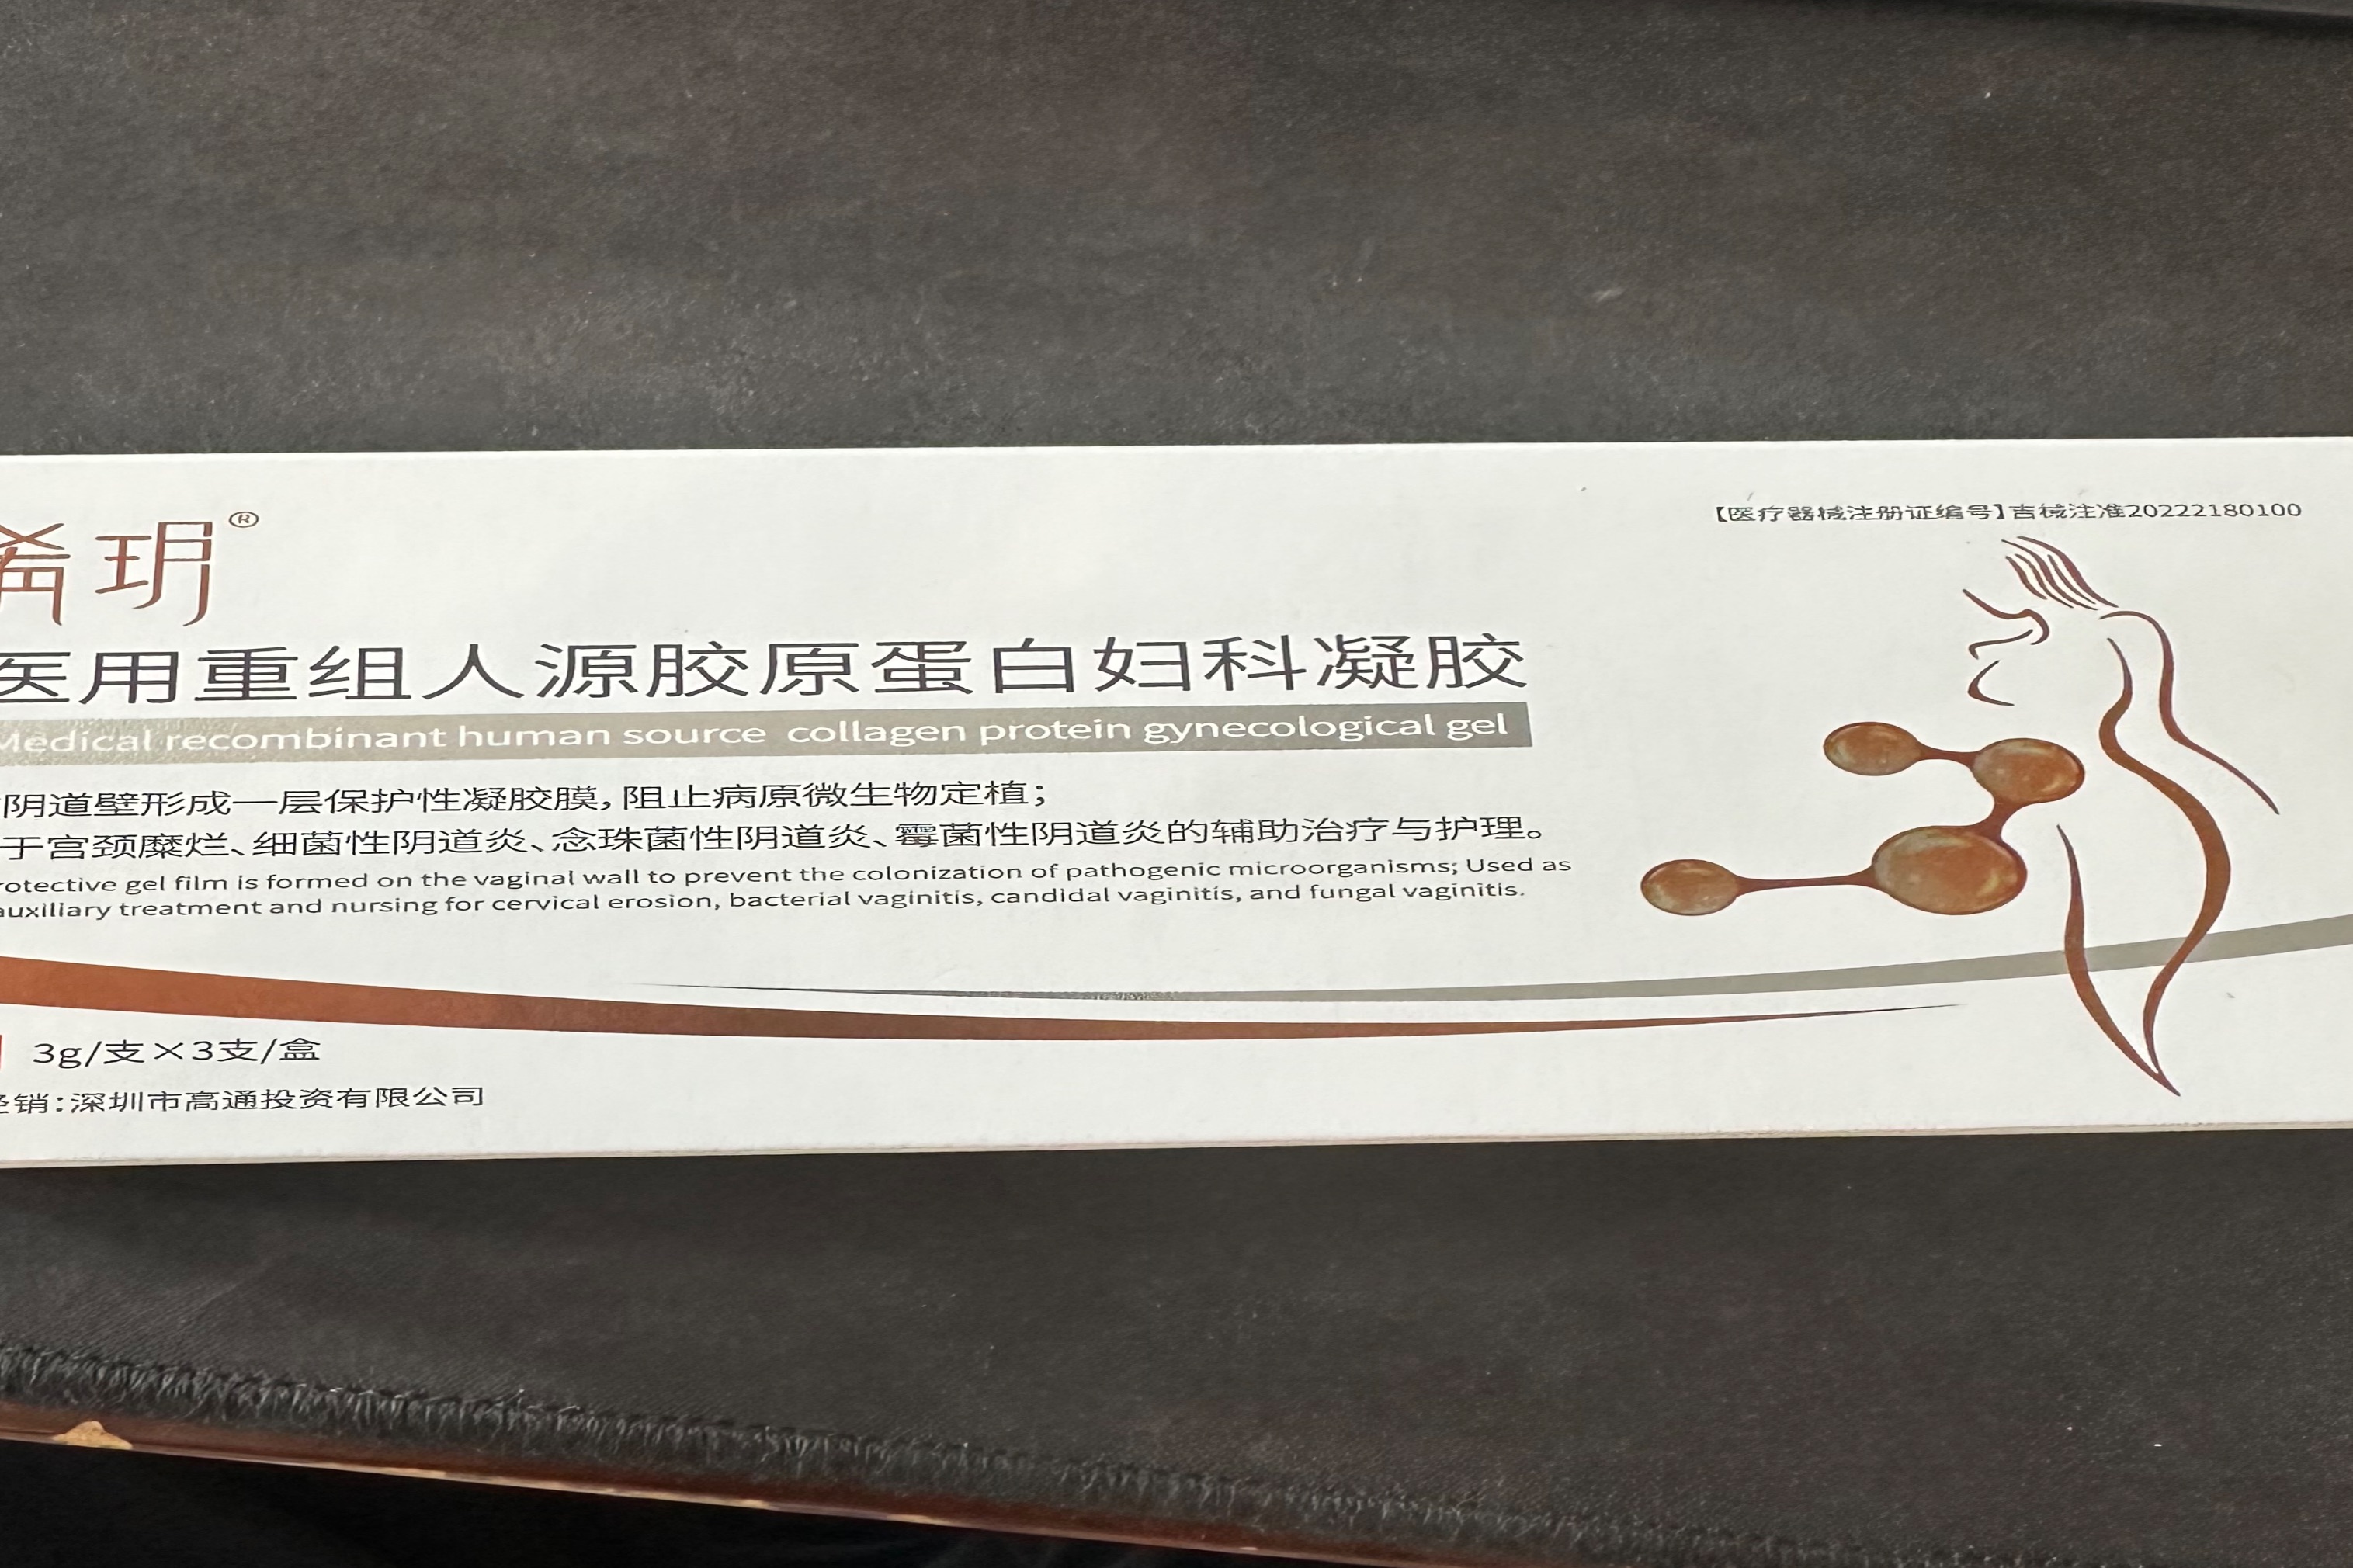 玥®
【医疗器械注册证编号】吉械注准20222180100
医用重组人源胶原蛋白妇科凝胶
Medical recombinant human source collagen protein gynecological gel
阴道壁形成一层保护性凝胶膜,阻止病原微生物定植;
于宫颈糜烂、细菌性阴道炎、念珠菌性阴道炎、霉菌性阴道炎的辅助治疗与护理。
rotective gel film is formed on the vaginal wall to prevent the colonization of pathogenic microorganisms; Used as
auxiliary treatment and nursing for cervical erosion, bacterial vaginitis, candidal vaginitis, and fungal vaginitis.
3g/支×3支/盒
销:深圳市高通投资有限公司